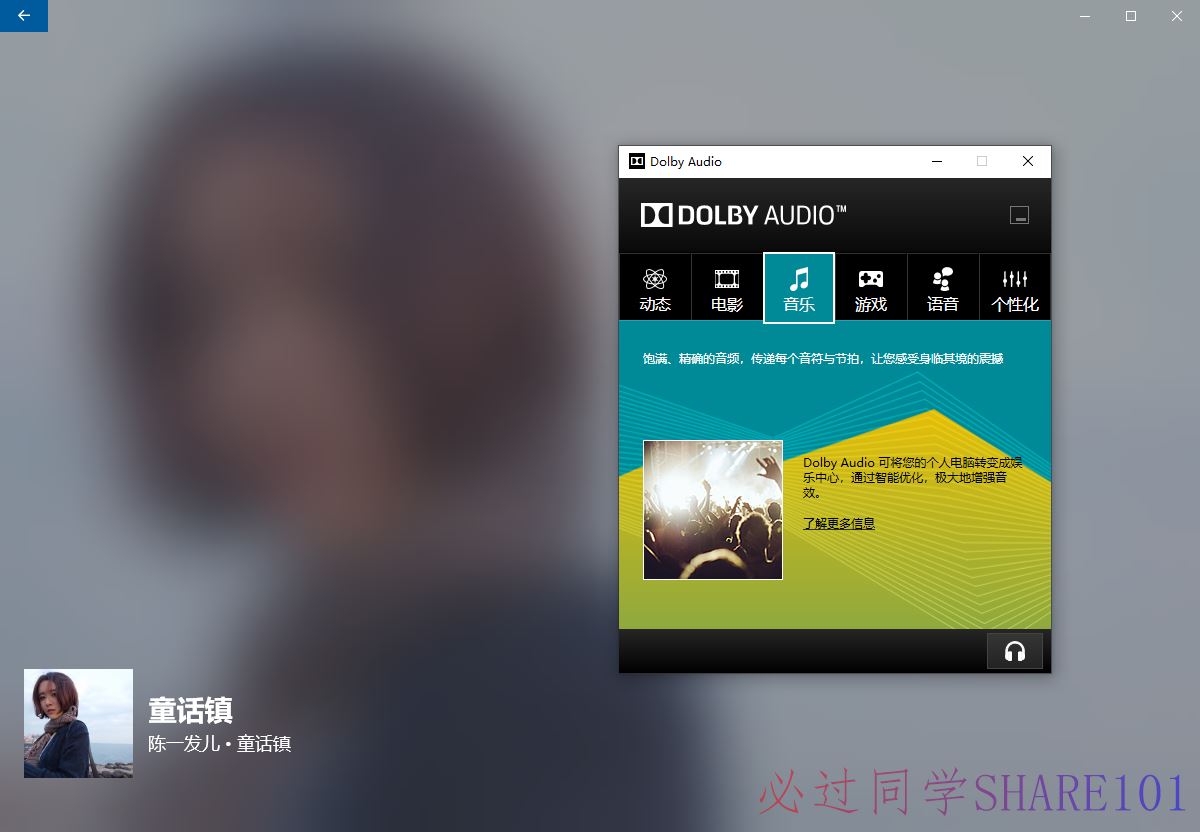 Dolby Audio
DOLBY AUDIO™
动态
电影
音乐
游戏
语音
个性化
饱满、精确的音频，传递每个音符与节拍，让您感受身临其境的震撼
Dolby Audio 可将您的个人电脑转变成娱
乐中心，通过智能优化，极大地增强音
效。
了解更多信息
童话镇
陈一发儿 • 童话镇
必过同学SHARE101